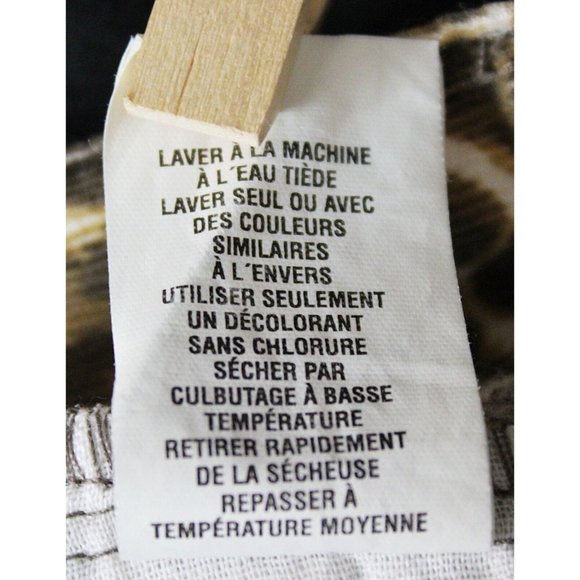 LAVER À LA MACHINE
À L´EAU TIÈDE
LAVER SEUL OU AVEC
DES COULEURS
SIMILAIRES
À L´ENVERS
UTILISER SEULEMENT
UN DÉCOLORANT
SANS CHLORURE
SÉCHER PAR
CULBUTAGE À BASSE
TEMPÉRATURE
RETIRER RAPIDEMENT
DE LA SÉCHEUSE
REPASSER À
TEMPÉRATURE MOYENNE